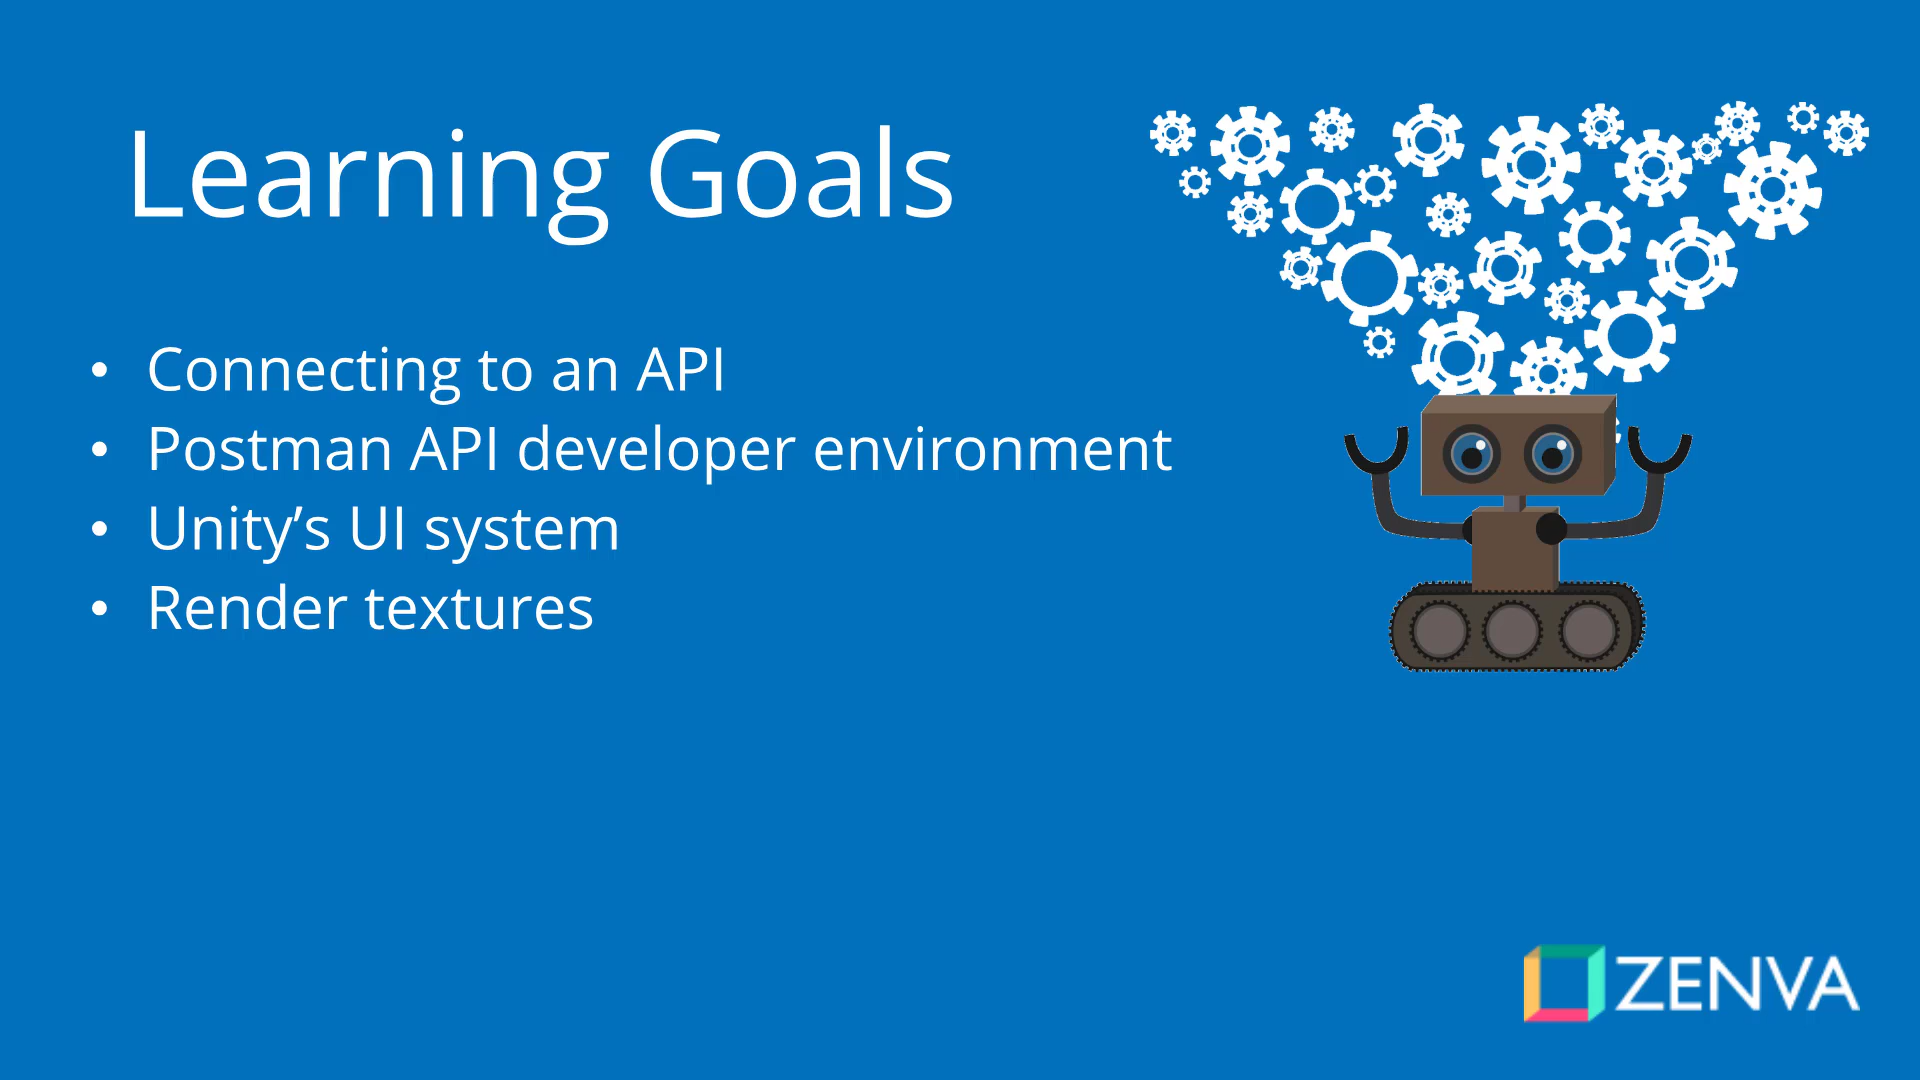 Learning Goals
• Connecting to an API
• Postman API developer environment
• Unity’s UI system
• Render textures
ZENVA